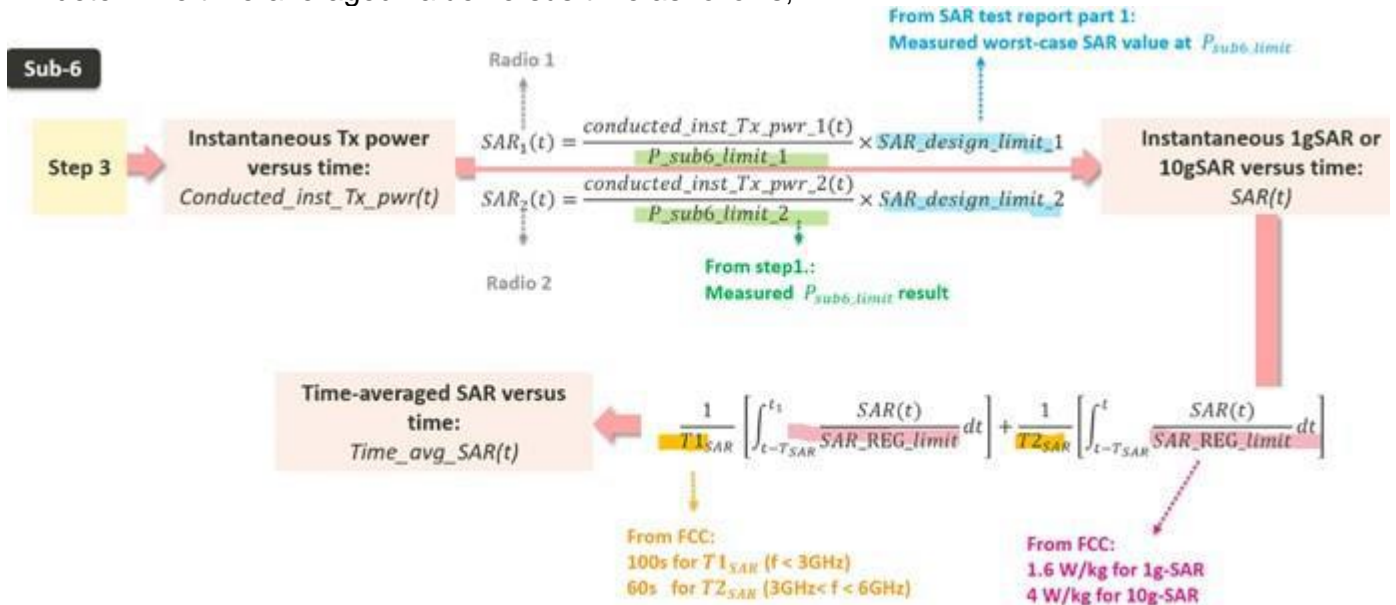 From SAR test report part 1:
Measured worst-case SAR value at P_sub6_limit
Sub-6
Radio 1
Step 3
Instantaneous Tx power
versus time:
Conducted_inst_Tx_pwr(t)
SAR₁(t) = conducted_inst_Tx_pwr_1(t) / P_sub6_limit_1 × SAR_design_limit_1
SAR₂(t) = conducted_inst_Tx_pwr_2(t) / P_sub6_limit_2 × SAR_design_limit_2
Instantaneous 1gSAR or
10gSAR versus time:
SAR(t)
Radio 2
From step1.:
Measured P_sub6_limit result
Time-averaged SAR versus
time:
Time_avg_SAR(t)
1/T1_SAR [∫_{t−T_SAR}^{t₁} SAR(t)/SAR_REG_limit dt] + 1/T2_SAR [∫_{t−T_SAR}^{t} SAR(t)/SAR_REG_limit dt]
From FCC:
100s for T1_SAR (f < 3GHz)
60s for T2_SAR (3GHz< f < 6GHz)
From FCC:
1.6 W/kg for 1g-SAR
4 W/kg for 10g-SAR